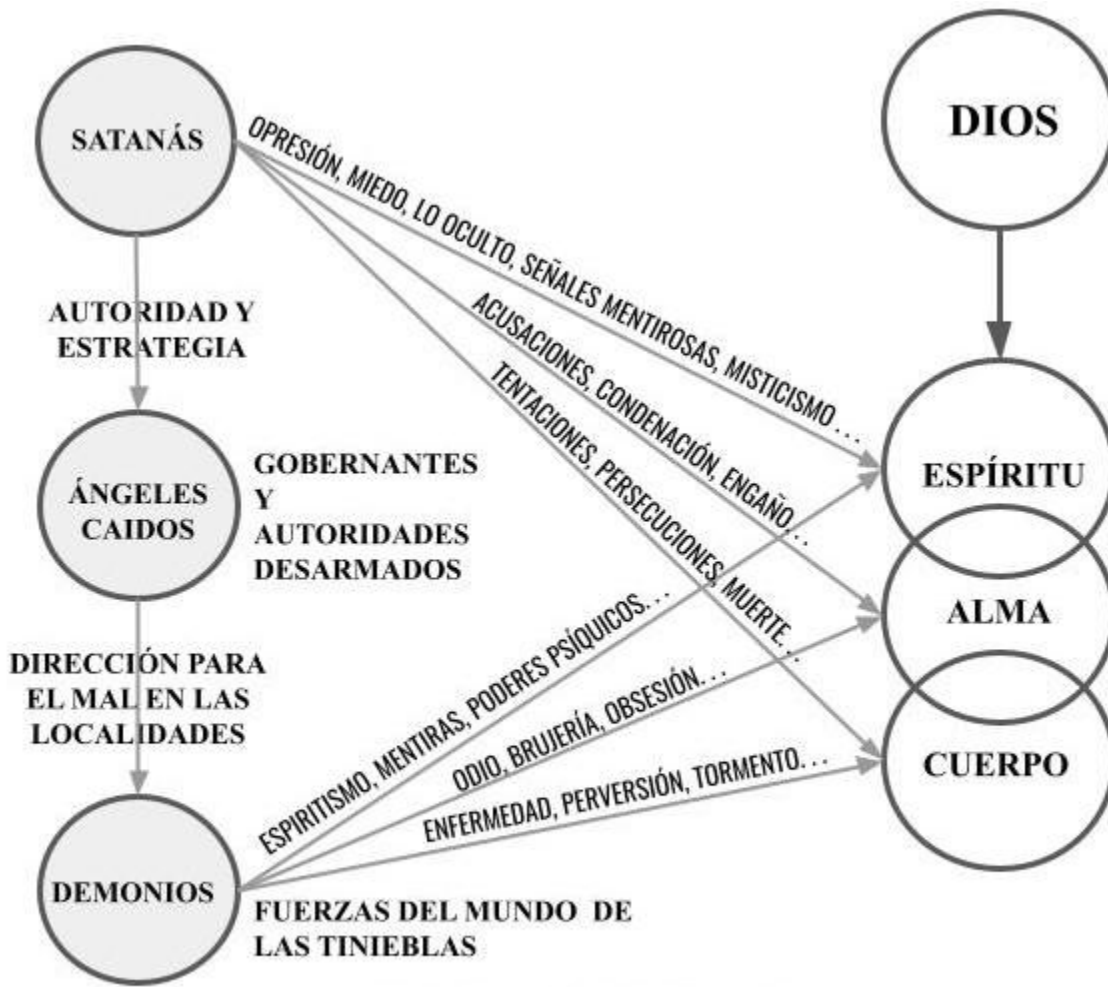 SATANÁS
DIOS
OPRESIÓN, MIEDO, LO OCULTO, SEÑALES MENTIROSAS, MISTICISMO...
ACUSACIONES, CONDENACIÓN, ENGAÑO...
TENTACIONES, PERSECUCIONES, MUERTE...
AUTORIDAD Y
ESTRATEGIA
ÁNGELES
CAIDOS
GOBERNANTES
Y
AUTORIDADES
DESARMADOS
ESPÍRITU
ALMA
CUERPO
DIRECCIÓN PARA
EL MAL EN LAS
LOCALIDADES
ESPIRITISMO, MENTIRAS, PODERES PSÍQUICOS...
ODIO, BRUJERÍA, OBSESIÓN...
ENFERMEDAD, PERVERSIÓN, TORMENTO...
DEMONIOS
FUERZAS DEL MUNDO DE
LAS TINIEBLAS